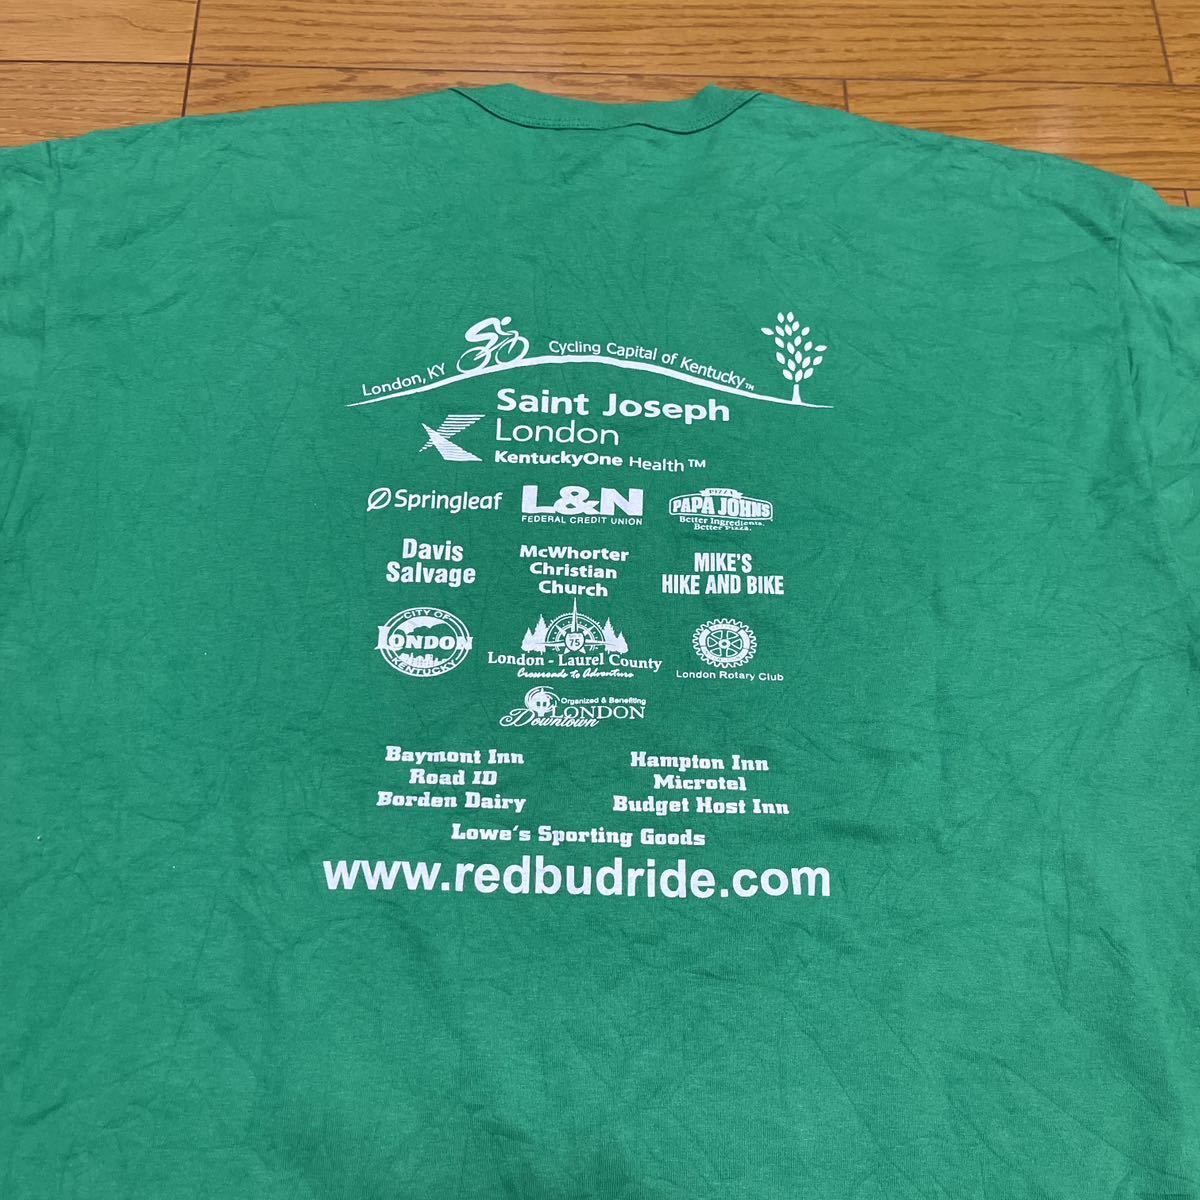 London, KY
Cycling Capital of Kentucky™
Saint Joseph
London
KentuckyOne Health™
Springleaf
L&N
FEDERAL CREDIT UNION
PIZZA
PAPA JOHNS
Better Ingredients.
Better Pizza.
Davis
Salvage
McWhorter
Christian
Church
MIKE'S
HIKE AND BIKE
CITY OF
LONDON
KENTUCKY
75
London - Laurel County
Crossroads to Adventure
London Rotary Club
Organized & Benefiting
LONDON
Downtown
Baymont Inn
Road ID
Borden Dairy
Hampton Inn
Microtel
Budget Host Inn
Lowe's Sporting Goods
www.redbudride.com